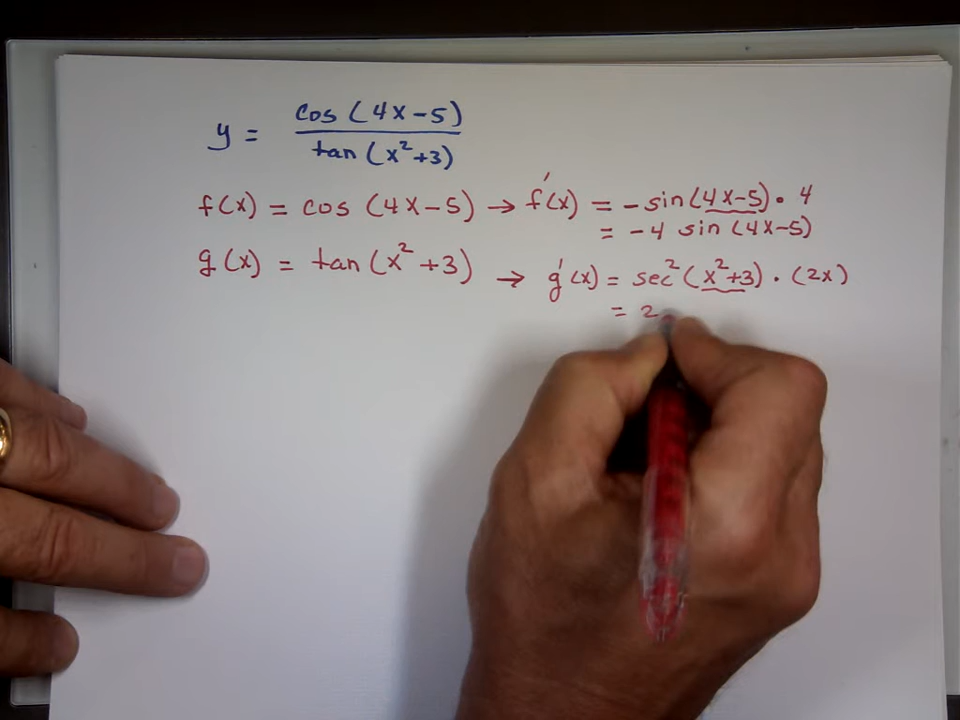 y = cos(4x-5) / tan(x²+3)
f(x) = cos(4x-5) → f'(x) = -sin(4x-5)·4
= -4 sin(4x-5)
g(x) = tan(x²+3) → g'(x) = sec²(x²+3)·(2x)
= 2